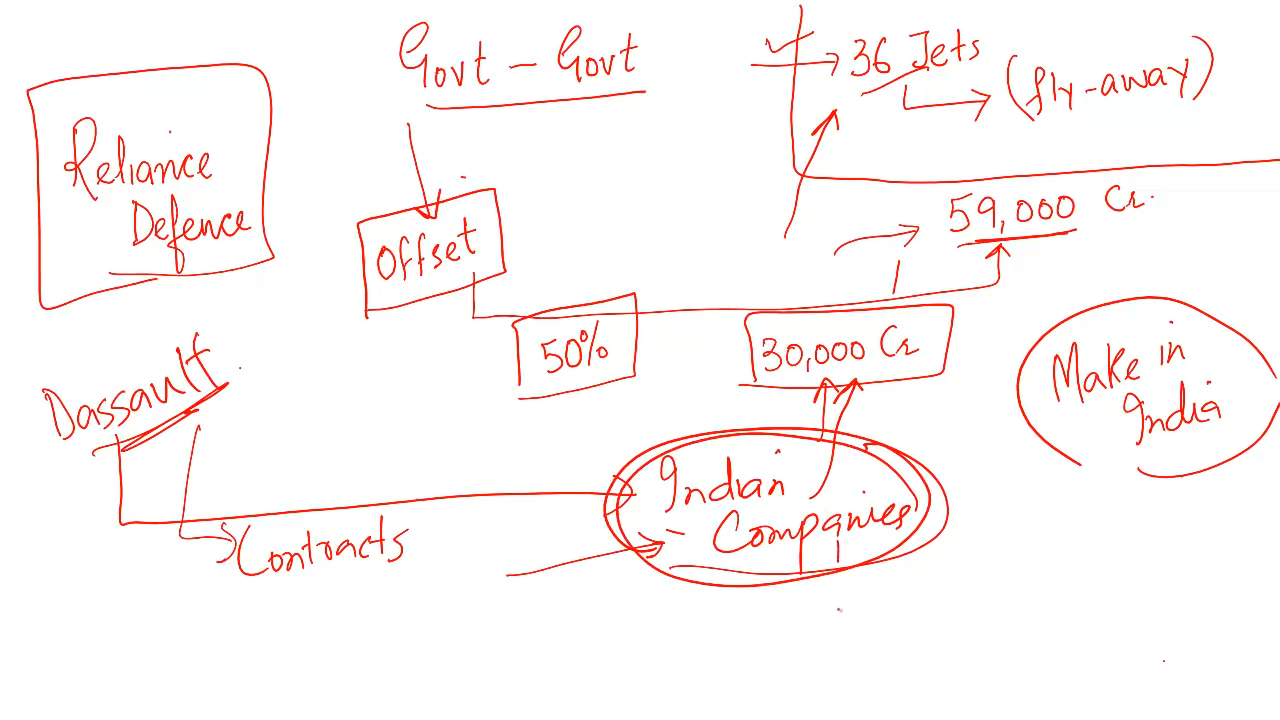 Govt - Govt
36 Jets
(fly-away)
Reliance
Defence
Offset
59,000 Cr.
50%
30,000 Cr
Make in
India
Dassault
Contracts
Indian
- Companies